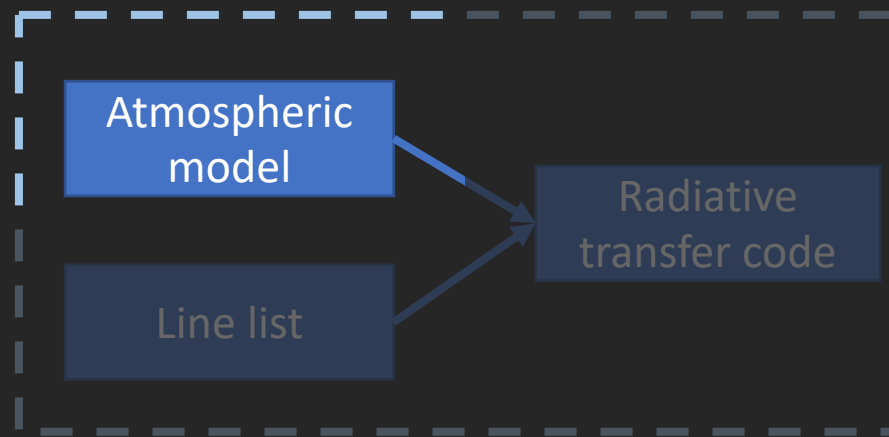 Atmospheric
model
Radiative
transfer code
Line list